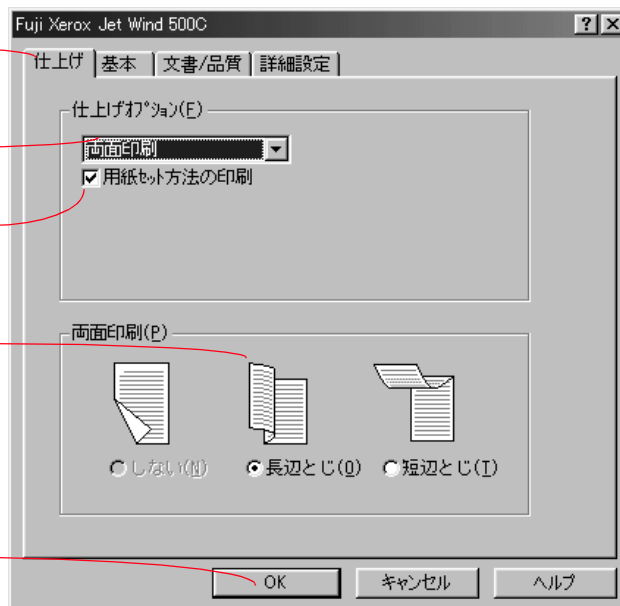 Fuji Xerox Jet Wind 500C
仕上げ 基本 文書/品質 詳細設定
仕上げｵﾌﾟｼｮﾝ(F)
両面印刷
用紙ｾｯﾄ方法の印刷
両面印刷(P)
しない(N) 長辺とじ(O) 短辺とじ(T)
OK キャンセル ヘルプ